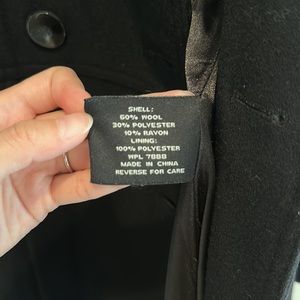 SHELL:
60% WOOL
30% POLYESTER
10% RAYON
LINING:
100% POLYESTER
WPL 7888
MADE IN CHINA
REVERSE FOR CARE